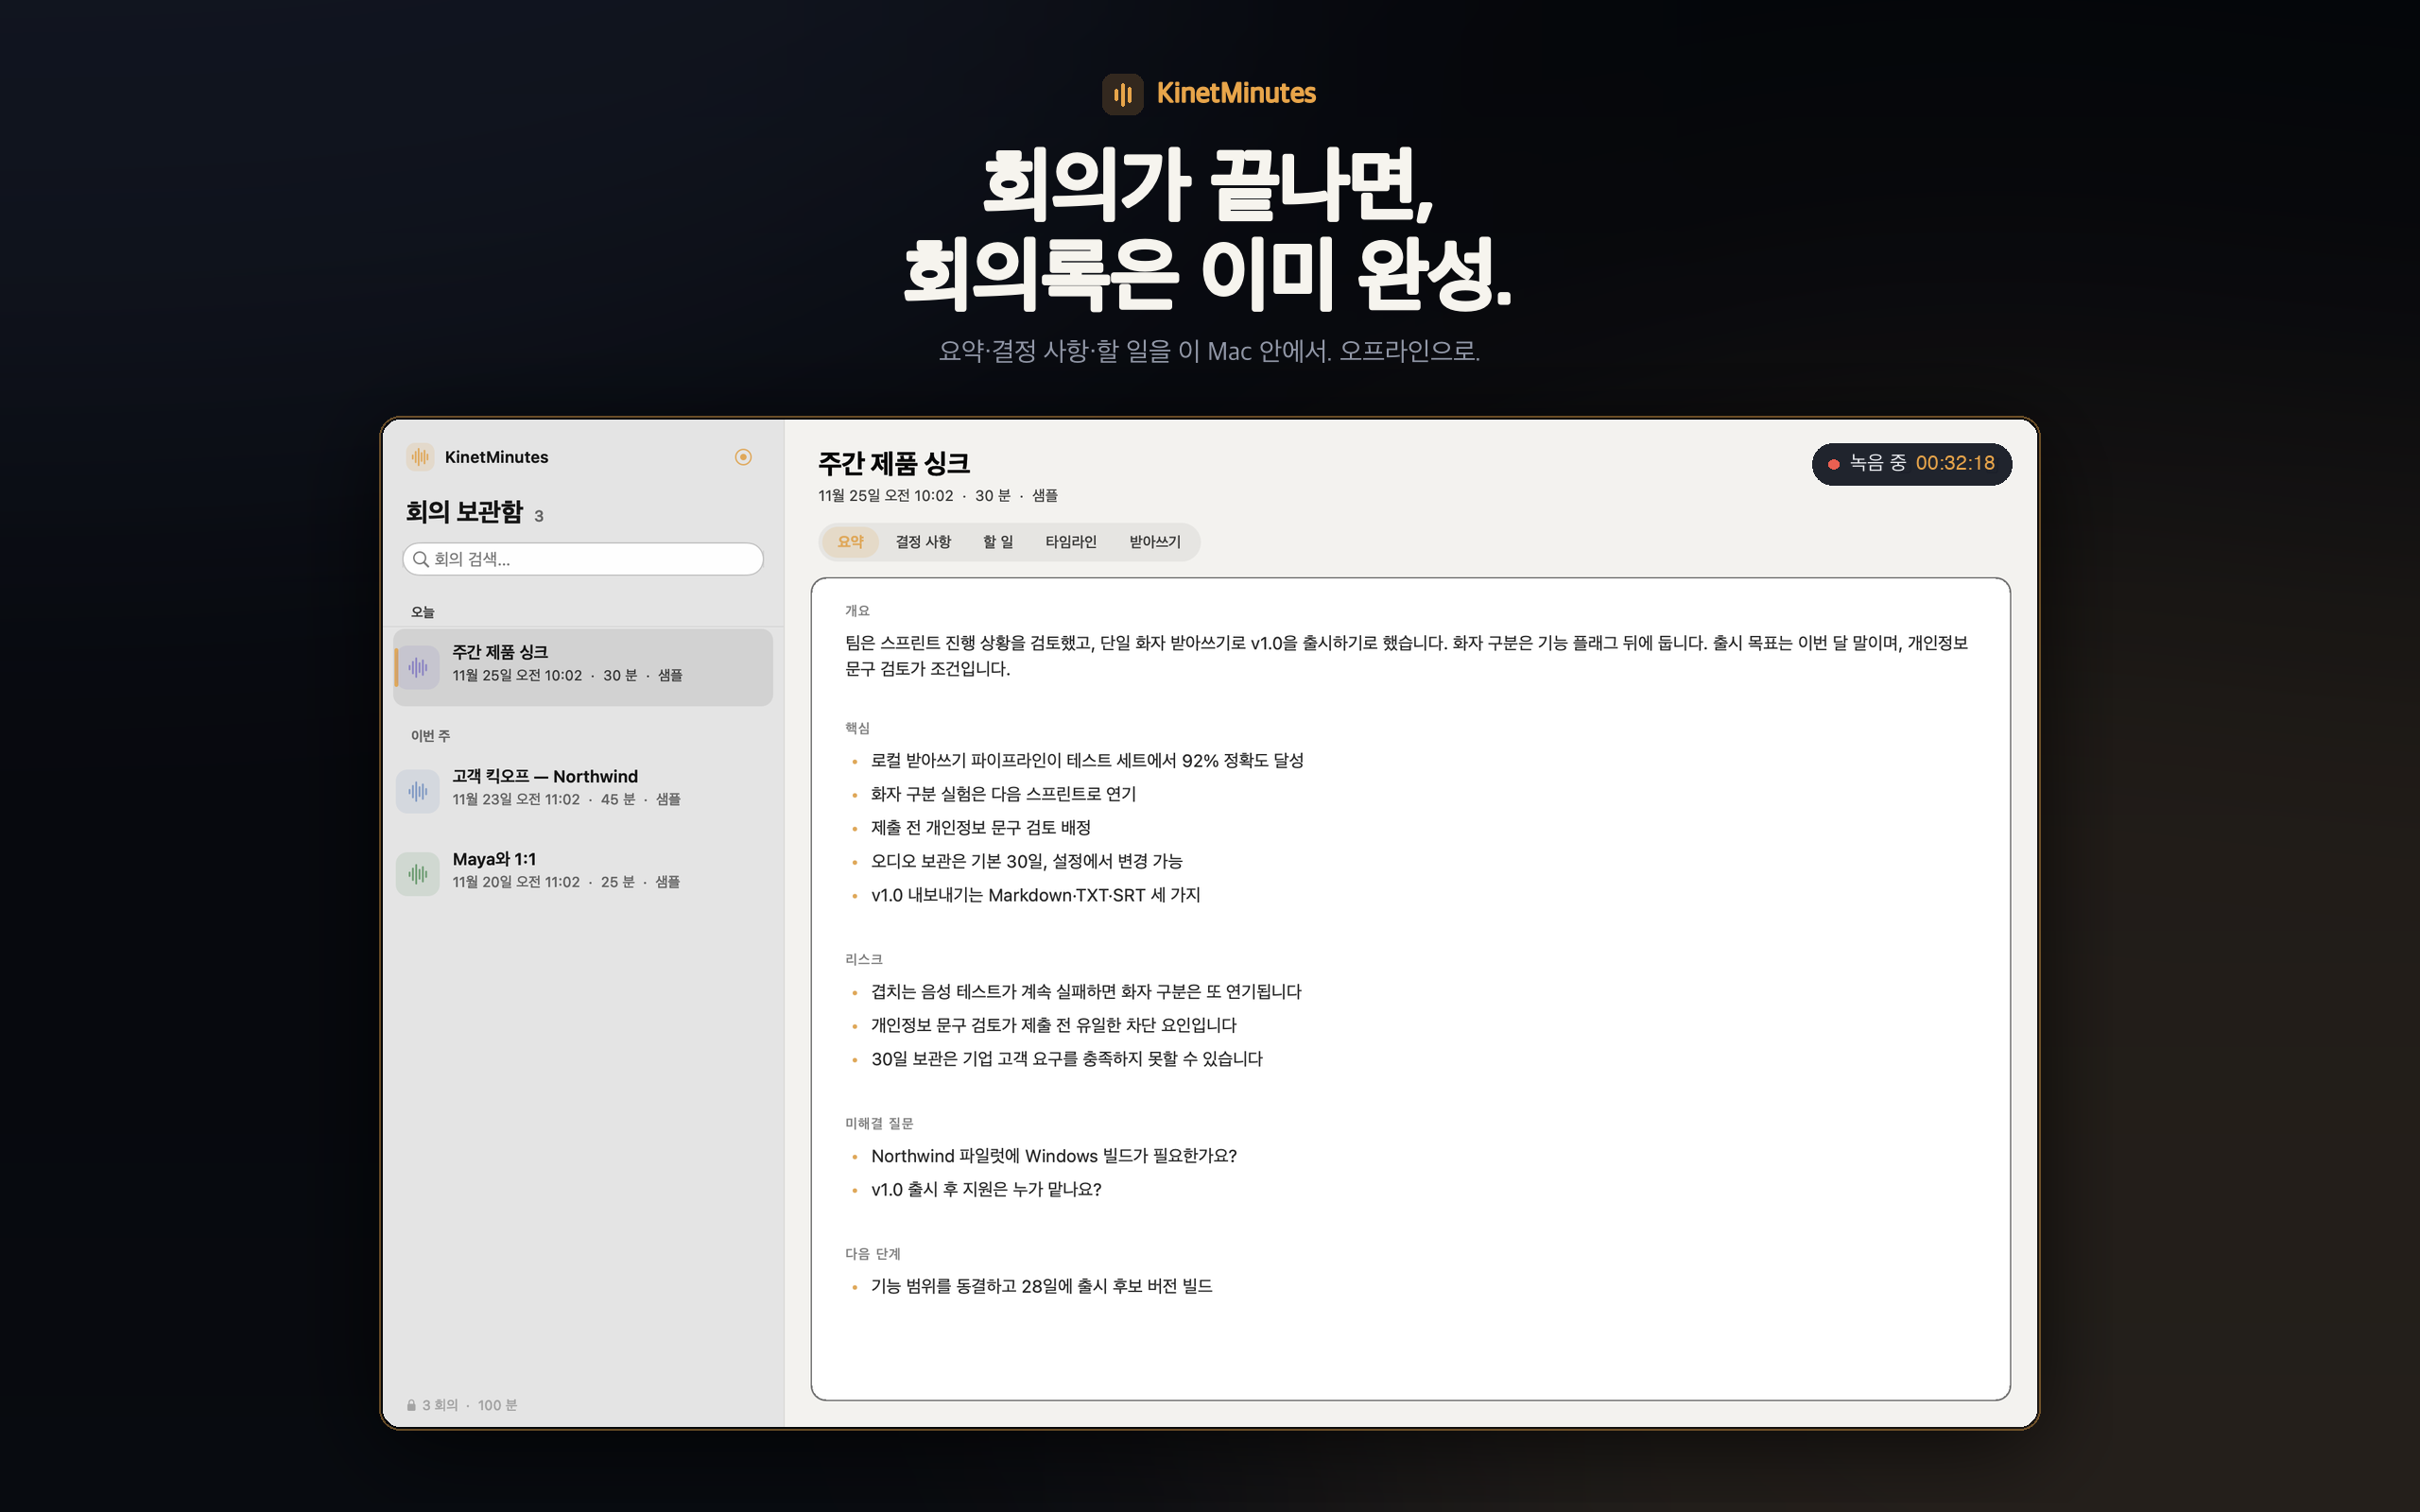 KinetMinutes
회의가 끝나면,
회의록은 이미 완성.
요약·결정 사항·할 일을 이 Mac 안에서. 오프라인으로.
KinetMinutes
회의 보관함 3
회의 검색...
오늘
주간 제품 싱크
11월 25일 오전 10:02 · 30 분 · 샘플
이번 주
고객 킥오프 — Northwind
11월 23일 오전 11:02 · 45 분 · 샘플
Maya와 1:1
11월 20일 오전 11:02 · 25 분 · 샘플
3 회의 · 100 분
주간 제품 싱크
11월 25일 오전 10:02 · 30 분 · 샘플
녹음 중 00:32:18
요약 결정 사항 할 일 타임라인 받아쓰기
개요
팀은 스프린트 진행 상황을 검토했고, 단일 화자 받아쓰기로 v1.0을 출시하기로 했습니다. 화자 구분은 기능 플래그 뒤에 둡니다. 출시 목표는 이번 달 말이며, 개인정보
문구 검토가 조건입니다.
핵심
• 로컬 받아쓰기 파이프라인이 테스트 세트에서 92% 정확도 달성
• 화자 구분 실험은 다음 스프린트로 연기
• 제출 전 개인정보 문구 검토 배정
• 오디오 보관은 기본 30일, 설정에서 변경 가능
• v1.0 내보내기는 Markdown·TXT·SRT 세 가지
리스크
• 겹치는 음성 테스트가 계속 실패하면 화자 구분은 또 연기됩니다
• 개인정보 문구 검토가 제출 전 유일한 차단 요인입니다
• 30일 보관은 기업 고객 요구를 충족하지 못할 수 있습니다
미해결 질문
• Northwind 파일럿에 Windows 빌드가 필요한가요?
• v1.0 출시 후 지원은 누가 맡나요?
다음 단계
• 기능 범위를 동결하고 28일에 출시 후보 버전 빌드